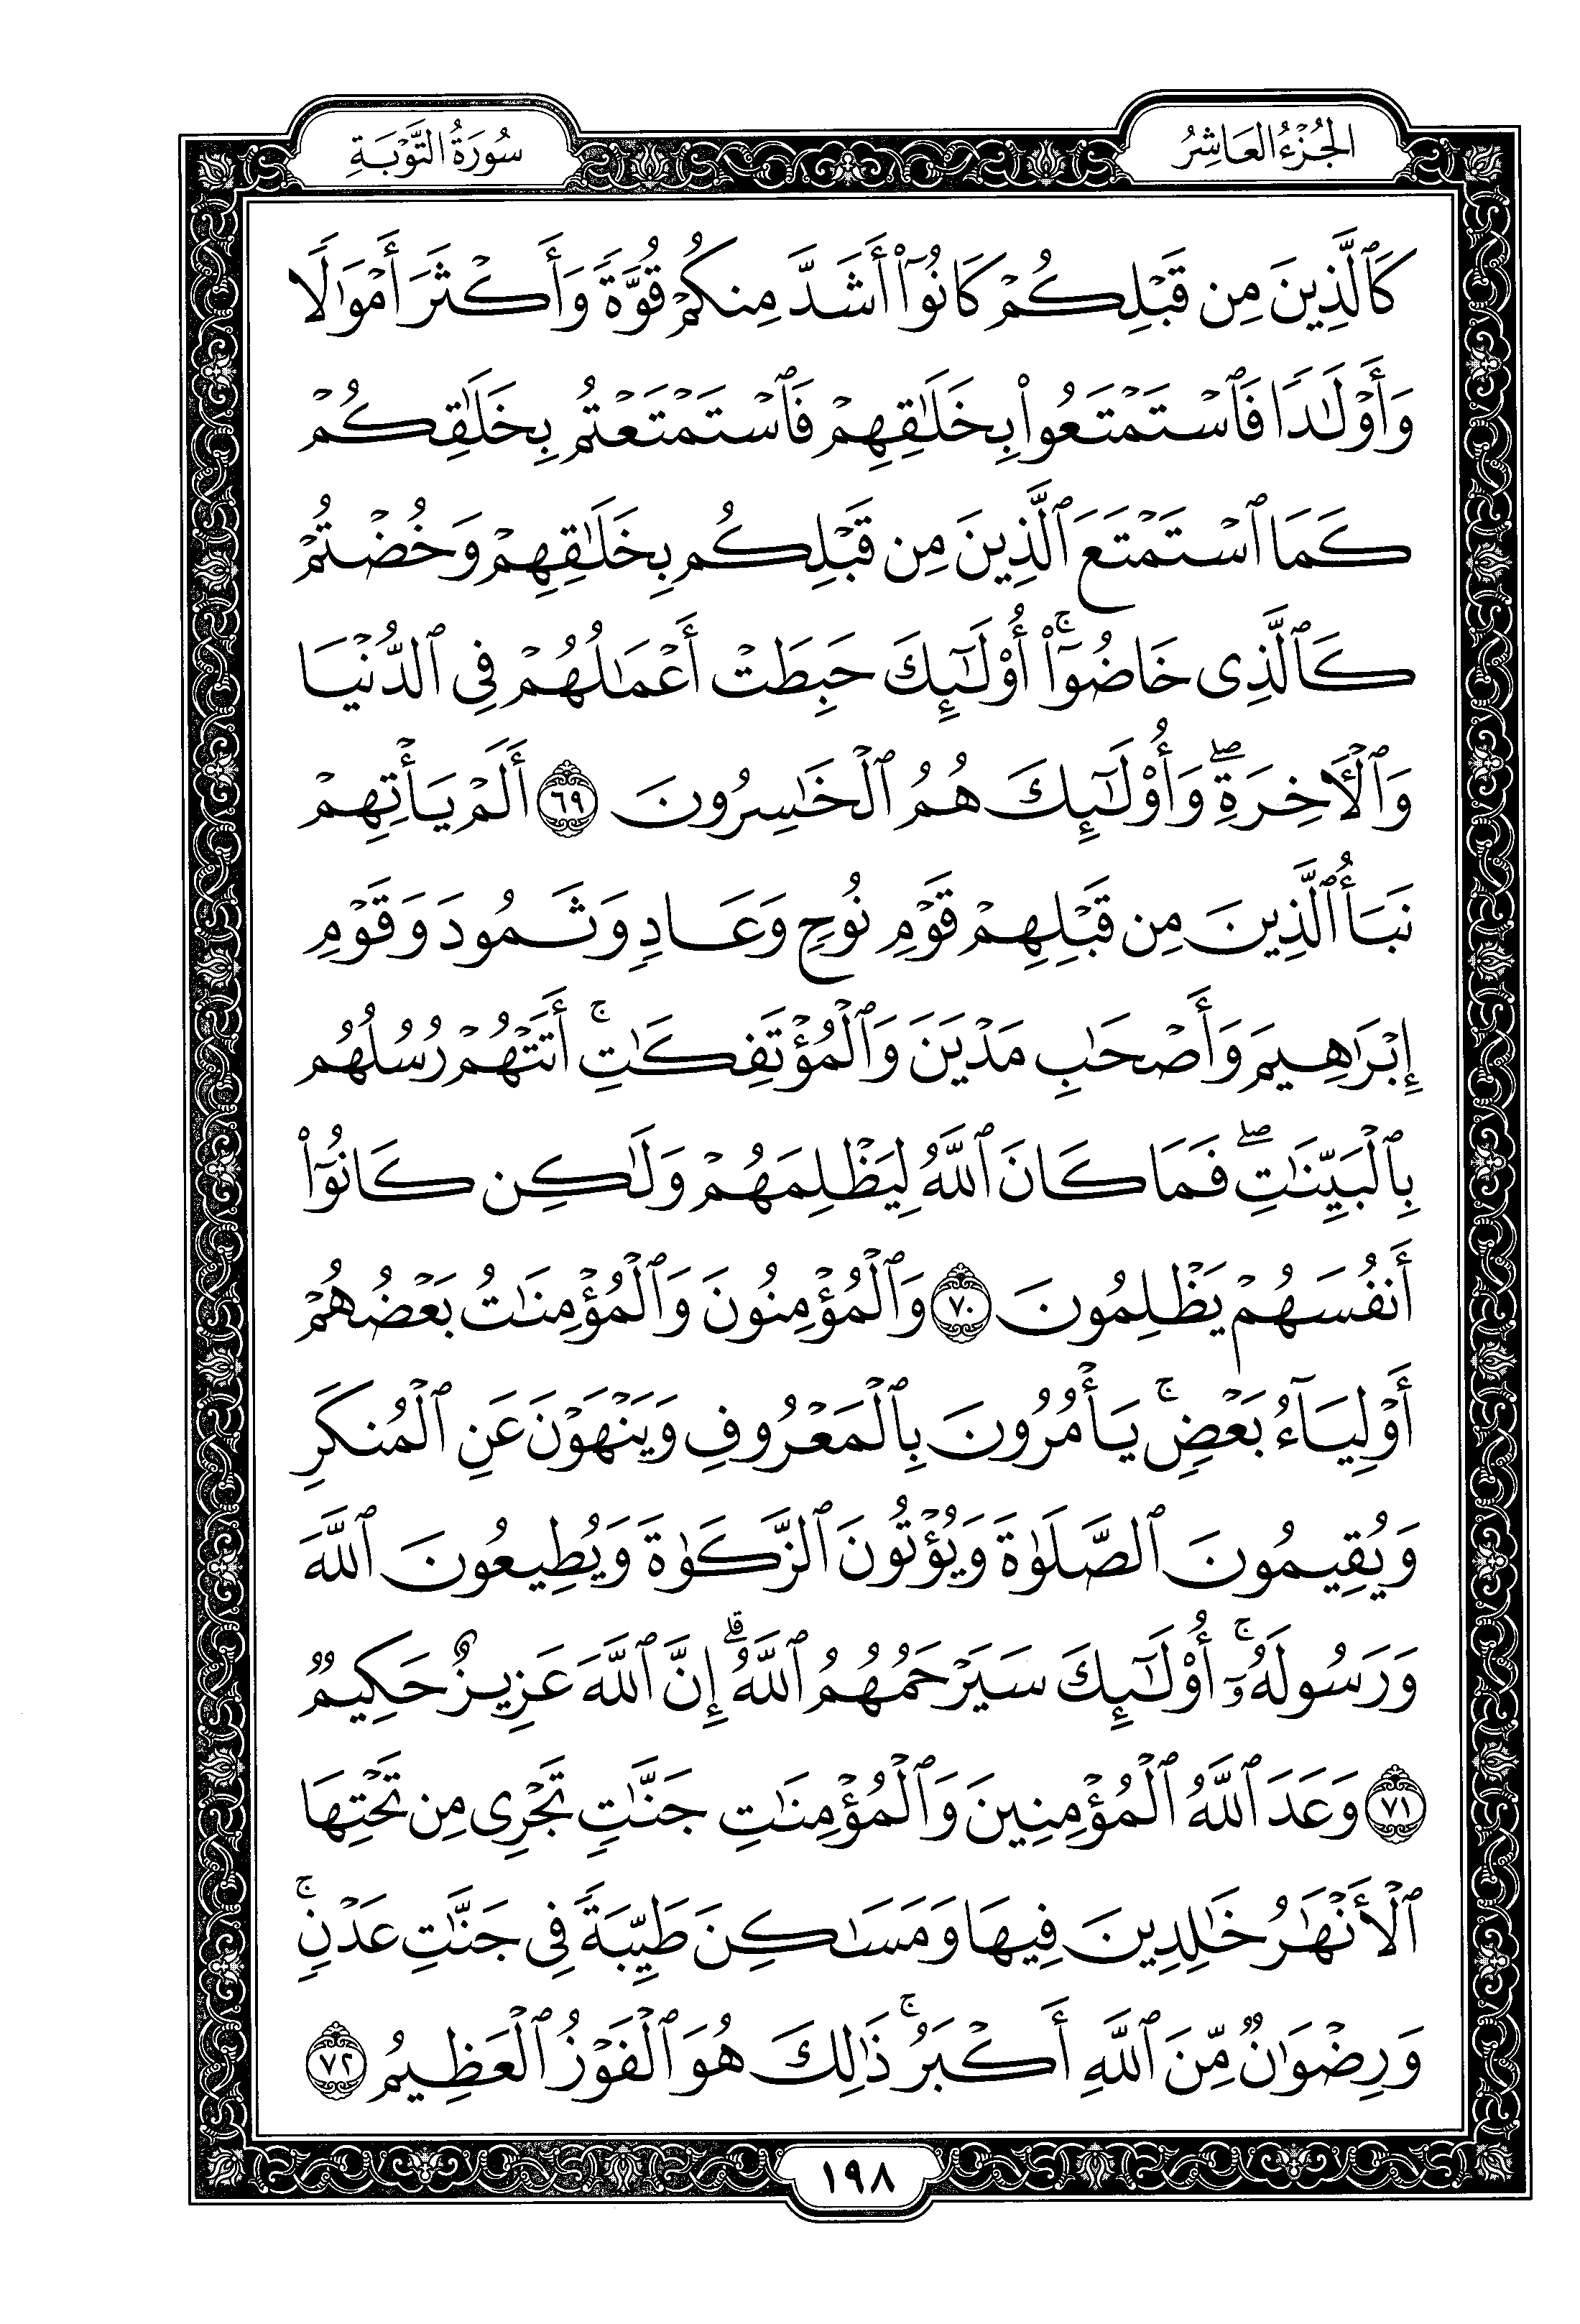 الجُزْءُ العَاشِرُ
سُورَةُ التَّوْبَةِ
كَٱلَّذِينَ مِن قَبْلِكُمْ كَانُوٓا۟ أَشَدَّ مِنكُمْ قُوَّةً وَأَكْثَرَ أَمْوَٰلًا
وَأَوْلَٰدًا فَٱسْتَمْتَعُوا۟ بِخَلَٰقِهِمْ فَٱسْتَمْتَعْتُم بِخَلَٰقِكُمْ
كَمَا ٱسْتَمْتَعَ ٱلَّذِينَ مِن قَبْلِكُم بِخَلَٰقِهِمْ وَخُضْتُمْ
كَٱلَّذِى خَاضُوٓا۟ ۚ أُو۟لَٰٓئِكَ حَبِطَتْ أَعْمَٰلُهُمْ فِى ٱلدُّنْيَا
وَٱلْءَاخِرَةِ ۖ وَأُو۟لَٰٓئِكَ هُمُ ٱلْخَٰسِرُونَ ٦٩ أَلَمْ يَأْتِهِمْ
نَبَأُ ٱلَّذِينَ مِن قَبْلِهِمْ قَوْمِ نُوحٍ وَعَادٍ وَثَمُودَ وَقَوْمِ
إِبْرَٰهِيمَ وَأَصْحَٰبِ مَدْيَنَ وَٱلْمُؤْتَفِكَٰتِ ۚ أَتَتْهُمْ رُسُلُهُم
بِٱلْبَيِّنَٰتِ ۖ فَمَا كَانَ ٱللَّهُ لِيَظْلِمَهُمْ وَلَٰكِن كَانُوٓا۟
أَنفُسَهُمْ يَظْلِمُونَ ٧٠ وَٱلْمُؤْمِنُونَ وَٱلْمُؤْمِنَٰتُ بَعْضُهُمْ
أَوْلِيَآءُ بَعْضٍ ۚ يَأْمُرُونَ بِٱلْمَعْرُوفِ وَيَنْهَوْنَ عَنِ ٱلْمُنكَرِ
وَيُقِيمُونَ ٱلصَّلَوٰةَ وَيُؤْتُونَ ٱلزَّكَوٰةَ وَيُطِيعُونَ ٱللَّهَ
وَرَسُولَهُۥٓ ۚ أُو۟لَٰٓئِكَ سَيَرْحَمُهُمُ ٱللَّهُ ۗ إِنَّ ٱللَّهَ عَزِيزٌ حَكِيمٌ
٧١ وَعَدَ ٱللَّهُ ٱلْمُؤْمِنِينَ وَٱلْمُؤْمِنَٰتِ جَنَّٰتٍ تَجْرِى مِن تَحْتِهَا
ٱلْأَنْهَٰرُ خَٰلِدِينَ فِيهَا وَمَسَٰكِنَ طَيِّبَةً فِى جَنَّٰتِ عَدْنٍ ۚ
وَرِضْوَٰنٌ مِّنَ ٱللَّهِ أَكْبَرُ ۚ ذَٰلِكَ هُوَ ٱلْفَوْزُ ٱلْعَظِيمُ ٧٢
١٩٨